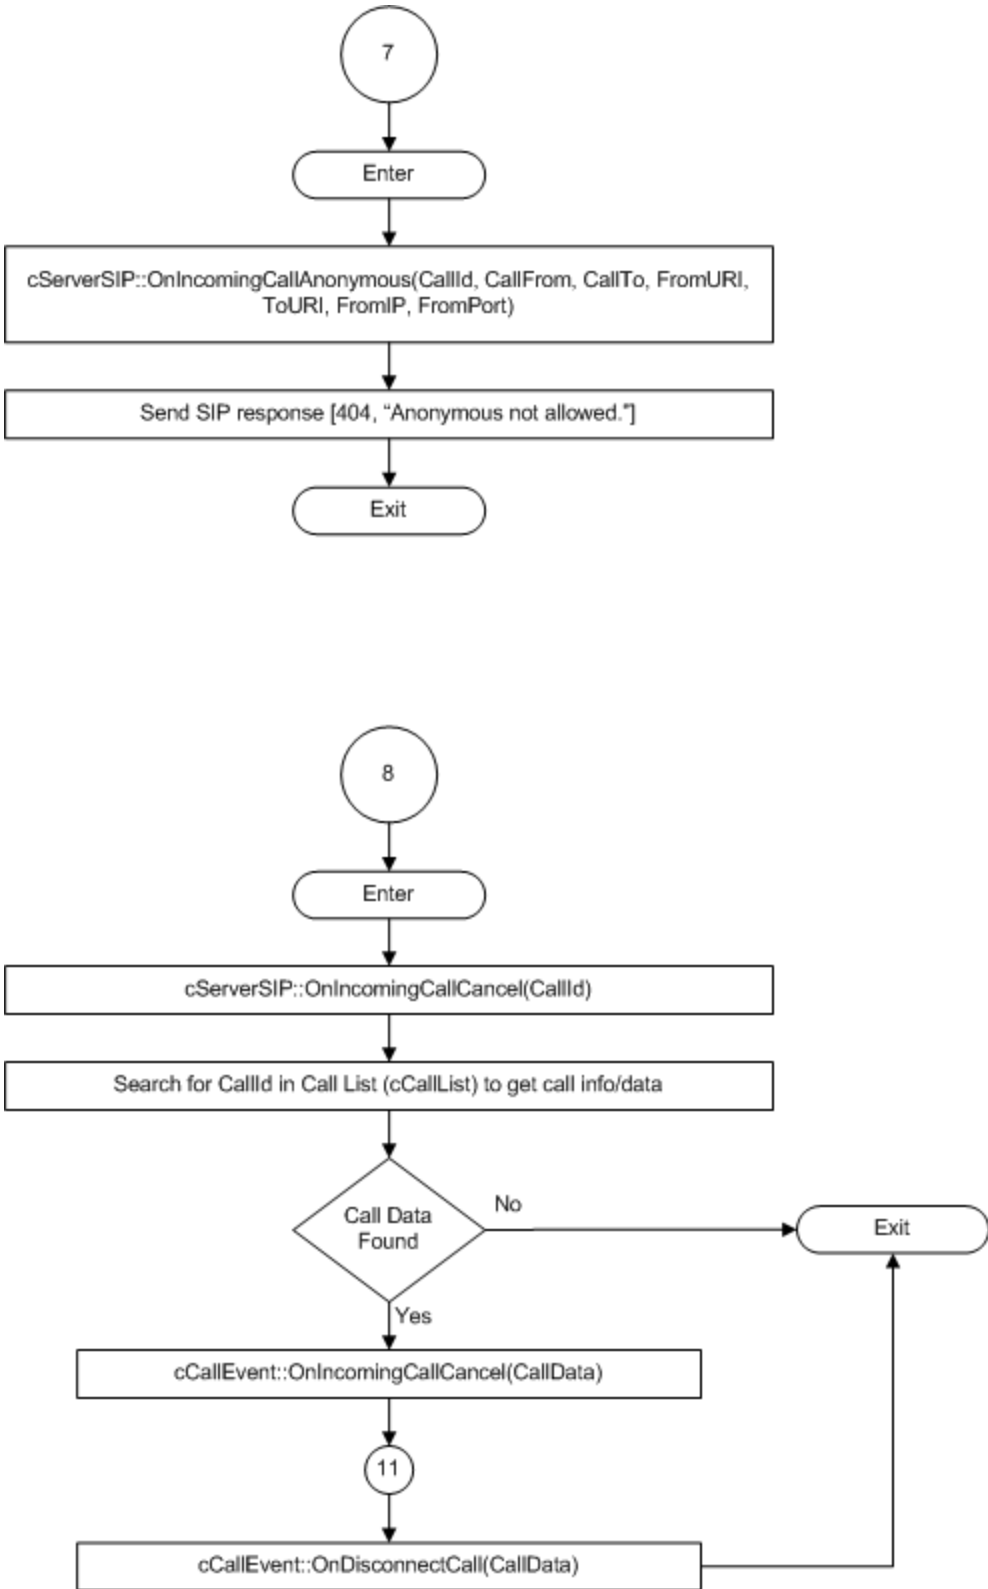 7
Enter
cServerSIP::OnIncomingCallAnonymous(CallId, CallFrom, CallTo, FromURI,
ToURI, FromIP, FromPort)
Send SIP response [404, “Anonymous not allowed.”]
Exit
8
Enter
cServerSIP::OnIncomingCallCancel(CallId)
Search for CallId in Call List (cCallList) to get call info/data
Call Data
Found
No
Exit
Yes
cCallEvent::OnIncomingCallCancel(CallData)
11
cCallEvent::OnDisconnectCall(CallData)